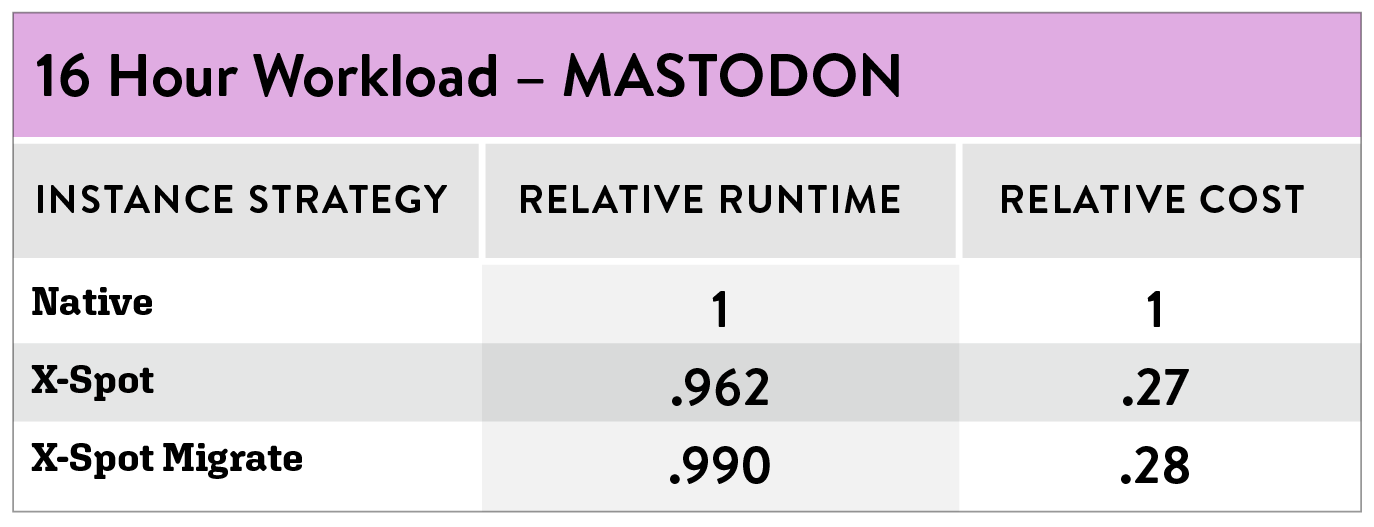 16 Hour Workload – MASTODON
INSTANCE STRATEGY RELATIVE RUNTIME RELATIVE COST
Native 1 1
X-Spot .962 .27
X-Spot Migrate .990 .28